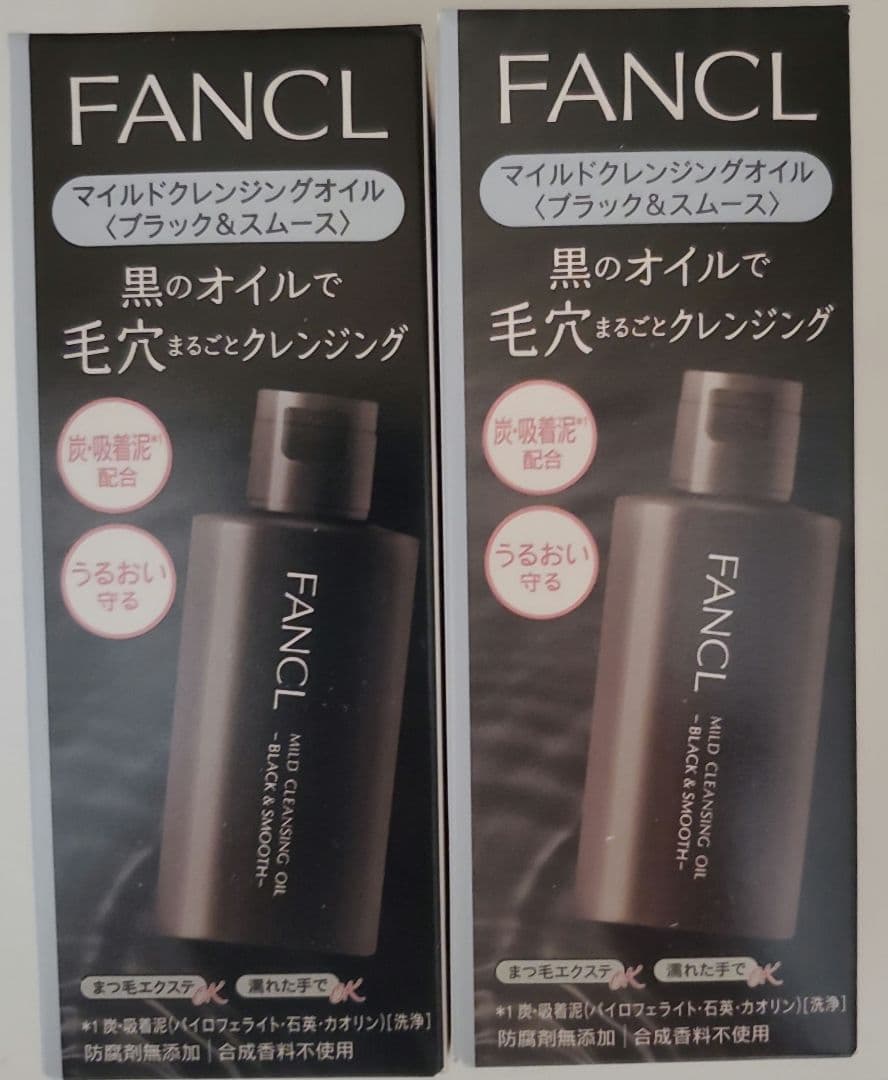 FANCL
マイルドクレンジングオイル
〈ブラック&スムース〉
黒のオイルで
毛穴まるごとクレンジング
炭・吸着泥*1
配合
うるおい
守る
FANCL
MILD CLEANSING OIL
-BLACK & SMOOTH-
まつ毛エクステOK
濡れた手でOK
*1 炭・吸着泥(パイロフェライト・石英・カオリン)[洗浄]
防腐剤無添加|合成香料不使用
FANCL
マイルドクレンジングオイル
〈ブラック&スムース〉
黒のオイルで
毛穴まるごとクレンジング
炭・吸着泥*1
配合
うるおい
守る
FANCL
MILD CLEANSING OIL
-BLACK & SMOOTH-
まつ毛エクステOK
濡れた手でOK
*1 炭・吸着泥(パイロフェライト・石英・カオリン)[洗浄]
防腐剤無添加|合成香料不使用